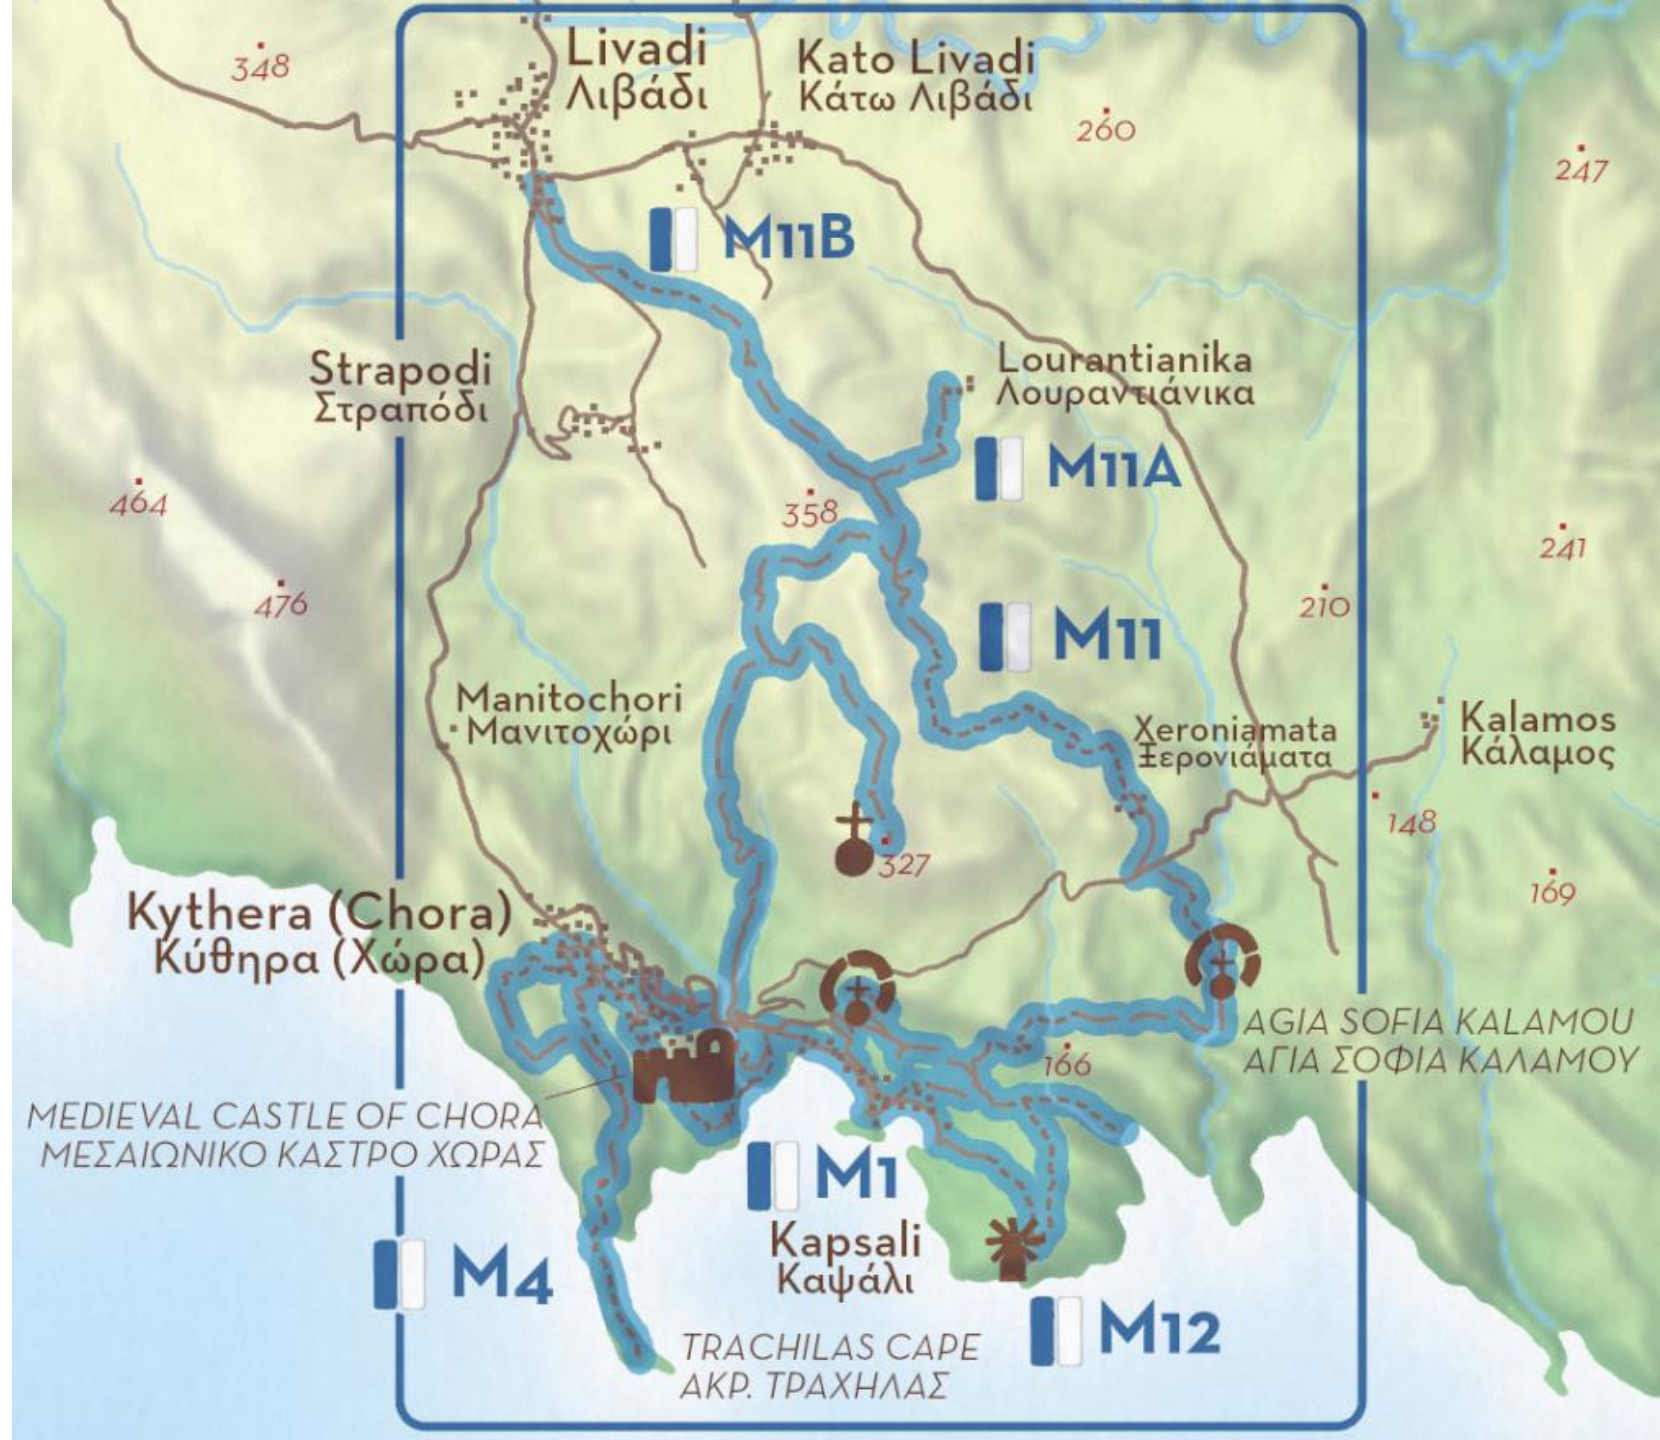 Livadi
Λιβάδι
Kato Livadi
Κάτω Λιβάδι
348
260
247
M11B
Strapodi
Στραπόδι
Lourantianika
Λουραντιάνικα
M11A
464
358
241
476
210
M11
Manitochori
Μανιτοχώρι
Xeroniamata
Ξερονιάματα
Kalamos
Κάλαμος
148
327
169
Kythera (Chora)
Κύθηρα (Χώρα)
AGIA SOFIA KALAMOU
ΑΓΙΑ ΣΟΦΙΑ ΚΑΛΑΜΟΥ
166
MEDIEVAL CASTLE OF CHORA
ΜΕΣΑΙΩΝΙΚΟ ΚΑΣΤΡΟ ΧΩΡΑΣ
M1
Kapsali
Καψάλι
M4
M12
TRACHILAS CAPE
ΑΚΡ. ΤΡΑΧΗΛΑΣ